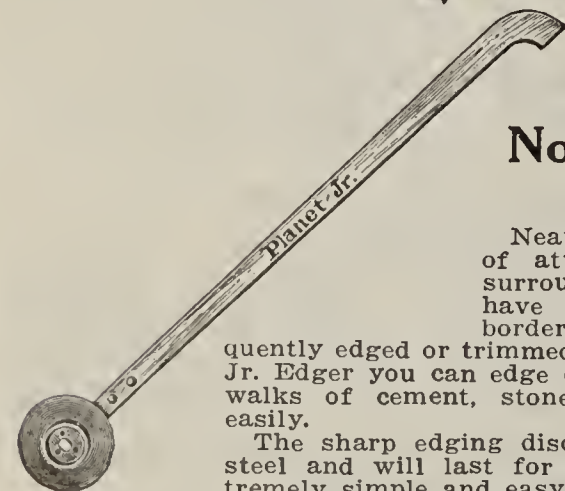 Planet Jr.
No
Nea
of at
surrou
have
border
quently edged or trimmed
Jr. Edger you can edge
walks of cement, stone
easily.
The sharp edging disc
steel and will last for
tremely simple and easy